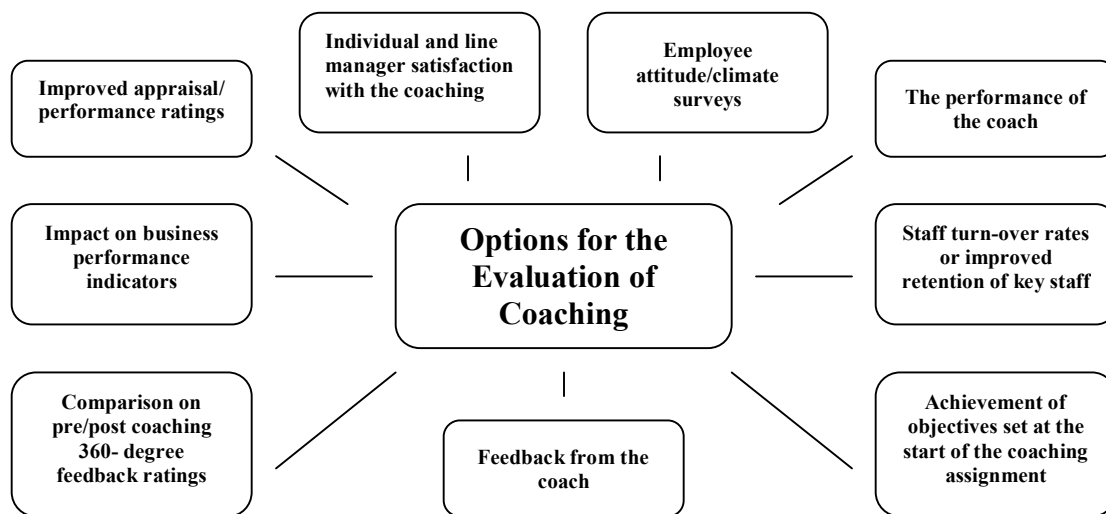 Individual and line
manager satisfaction
with the coaching
Employee
attitude/climate
surveys
Improved appraisal/
performance ratings
The performance of
the coach
Impact on business
performance
indicators
Options for the
Evaluation of
Coaching
Staff turn-over rates
or improved
retention of key staff
Comparison on
pre/post coaching
360- degree
feedback ratings
Feedback from the
coach
Achievement of
objectives set at the
start of the coaching
assignment